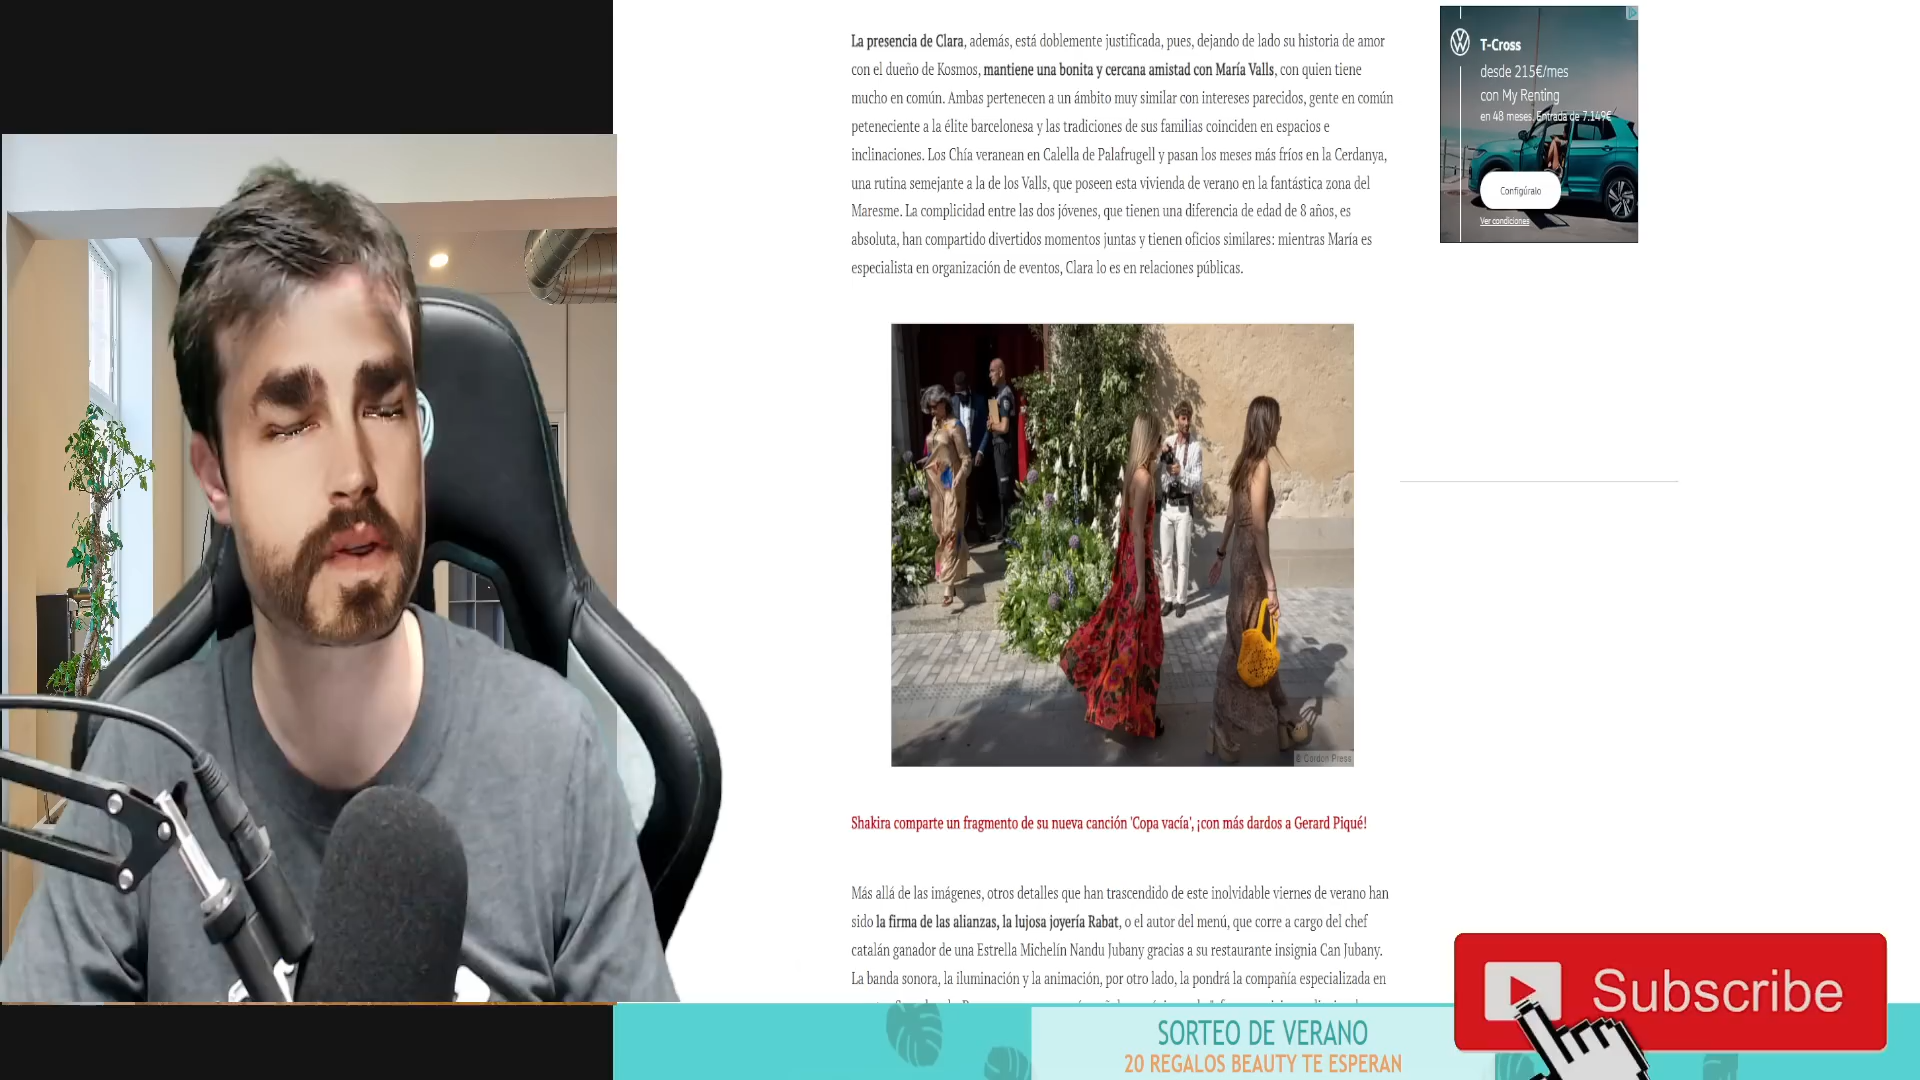 La presencia de Clara, además, está doblemente justificada, pues, dejando de lado su historia de amor
con el dueño de Kosmos, mantiene una bonita y cercana amistad con María Valls, con quien tiene
mucho en común. Ambas pertenecen a un ámbito muy similar con intereses parecidos, gente en común
peteneciente a la élite barcelonesa y las tradiciones de sus familias coinciden en espacios e
inclinaciones. Los Chía veranean en Calella de Palafrugell y pasan los meses más fríos en la Cerdanya,
una rutina semejante a la de los Valls, que poseen esta vivienda de verano en la fantástica zona del
Maresme. La complicidad entre las dos jóvenes, que tienen una diferencia de edad de 8 años, es
absoluta, han compartido divertidos momentos juntas y tienen oficios similares: mientras María es
especialista en organización de eventos, Clara lo es en relaciones públicas.
T-Cross
desde 215€/mes
con My Renting
en 48 meses. Entrada de 7.149€
Configúralo
Ver condiciones
© Gordon Press
Shakira comparte un fragmento de su nueva canción 'Copa vacía', ¡con más dardos a Gerard Piqué!
Más allá de las imágenes, otros detalles que han trascendido de este inolvidable viernes de verano han
sido la firma de las alianzas, la lujosa joyería Rabat, o el autor del menú, que corre a cargo del chef
catalán ganador de una Estrella Michelín Nandu Jubany gracias a su restaurante insignia Can Jubany.
La banda sonora, la iluminación y la animación, por otro lado, la pondrá la compañía especializada en
SORTEO DE VERANO
20 REGALOS BEAUTY TE ESPERAN
Subscribe